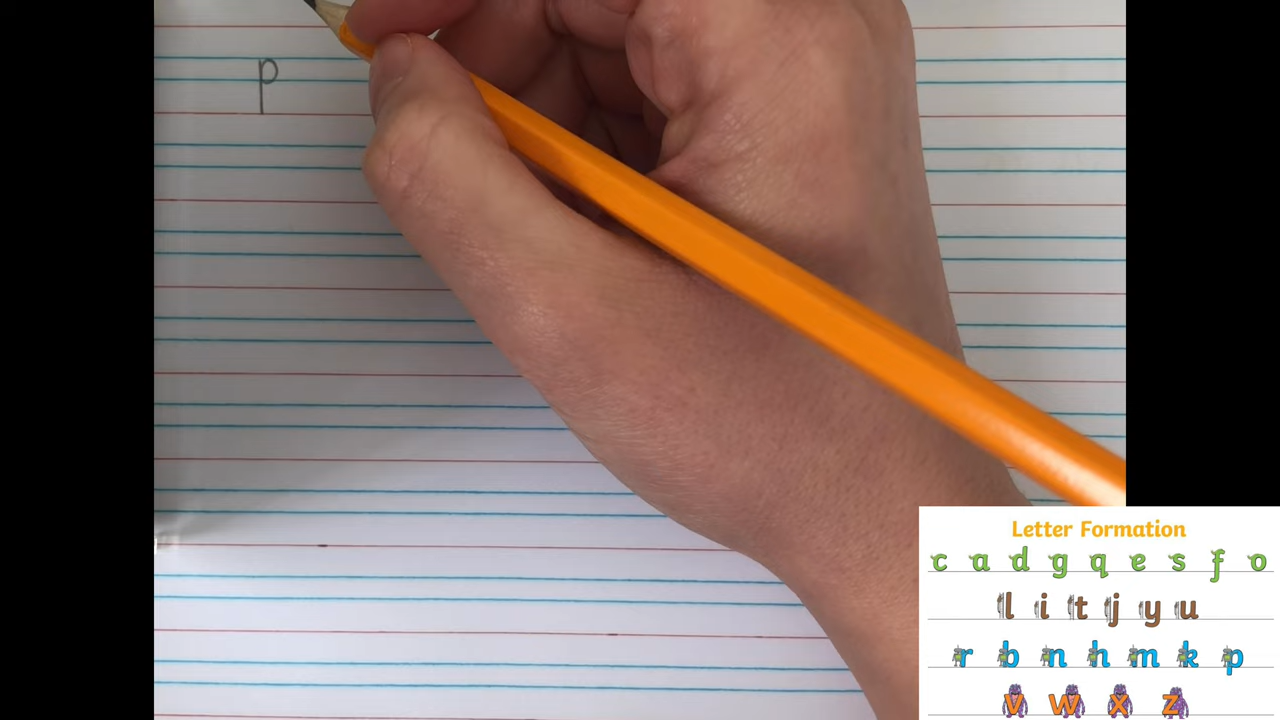 p
Letter Formation
c a d g q e s f o
l i t j y u
r b n h m k p
v w x z